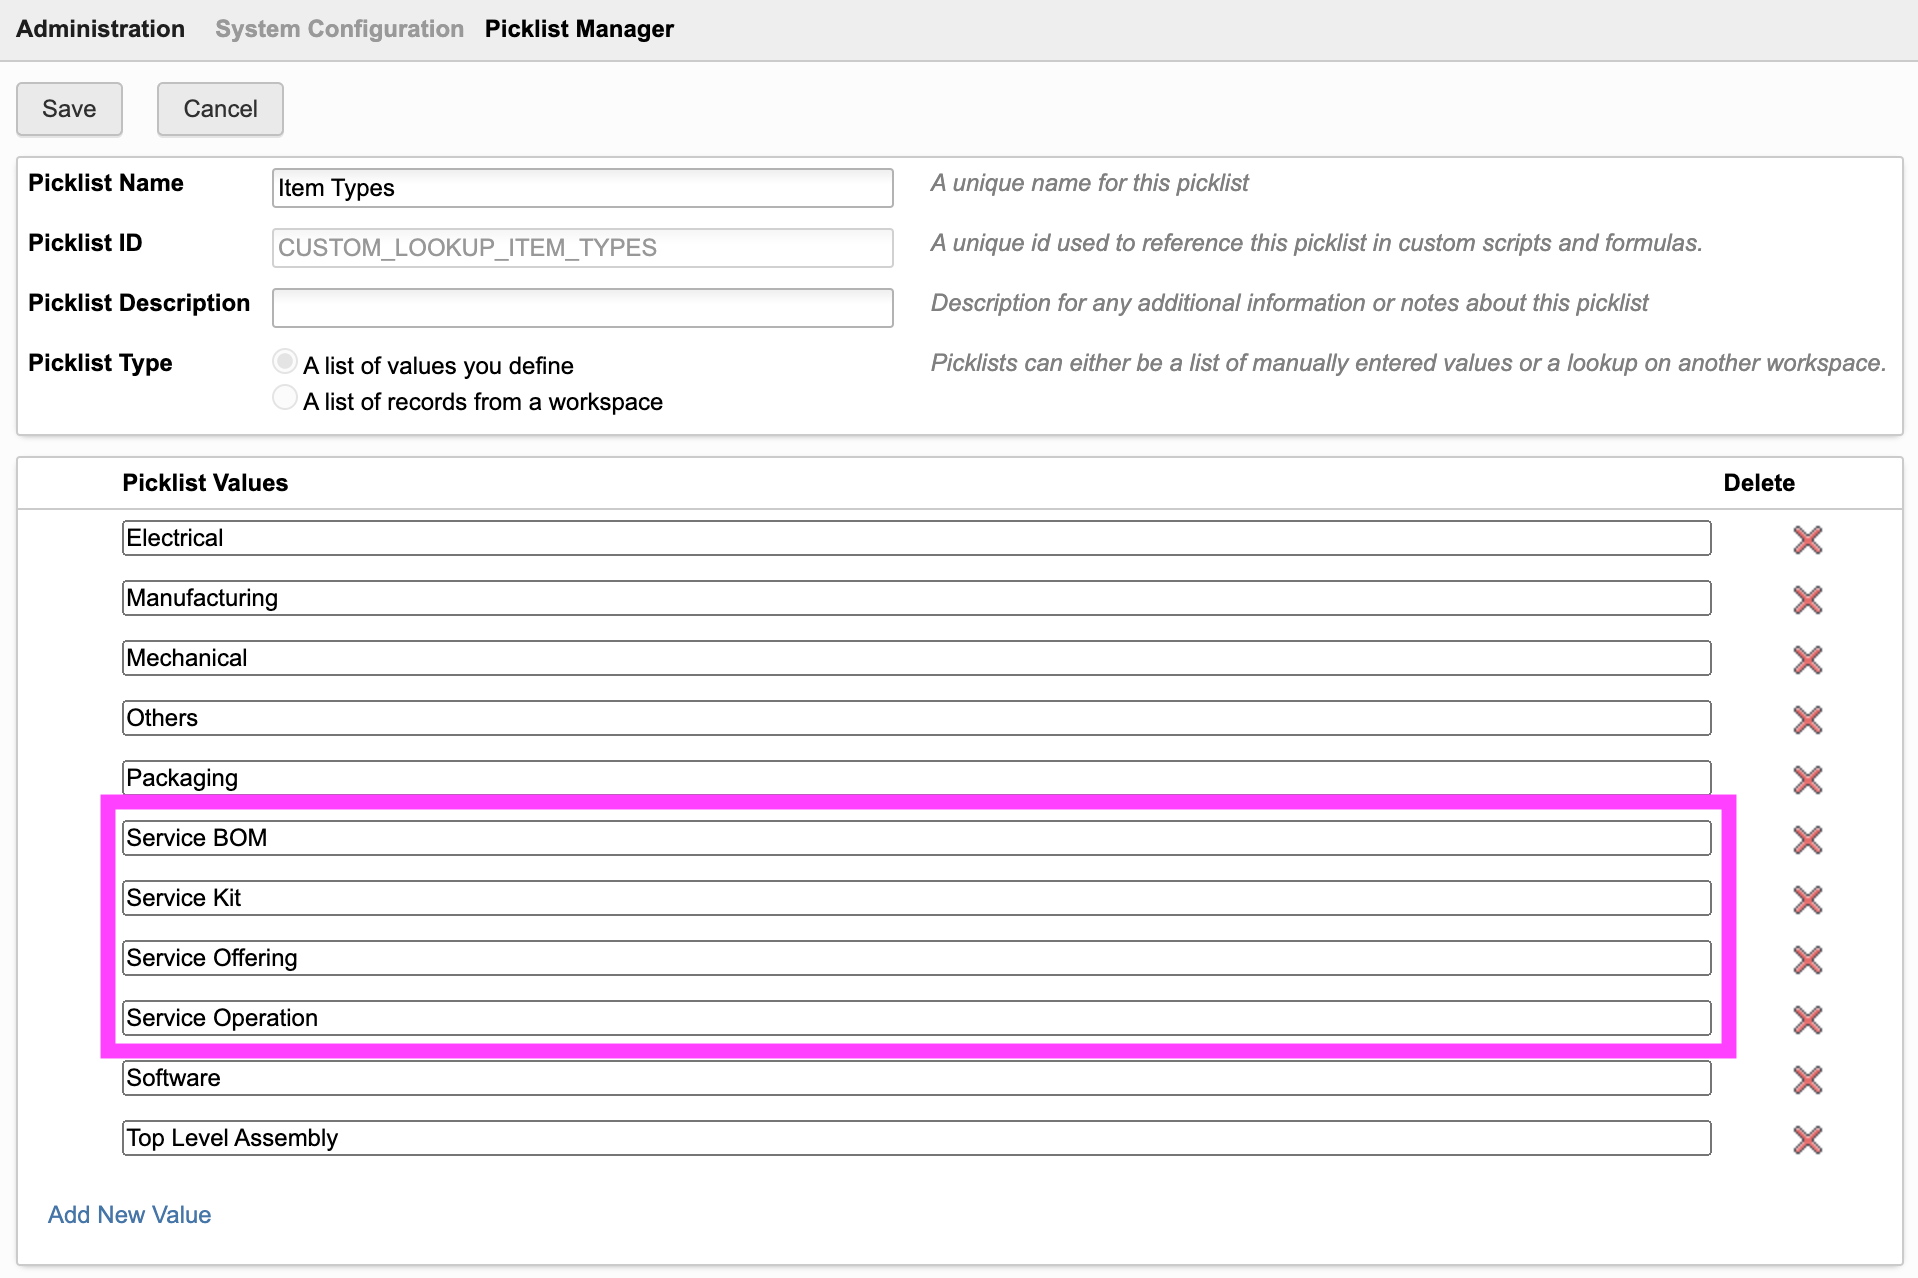 Administration System Configuration Picklist Manager
Save Cancel
Picklist Name Item Types A unique name for this picklist
Picklist ID CUSTOM_LOOKUP_ITEM_TYPES A unique id used to reference this picklist in custom scripts and formulas.
Picklist Description Description for any additional information or notes about this picklist
Picklist Type A list of values you define Picklists can either be a list of manually entered values or a lookup on another workspace.
A list of records from a workspace
Picklist Values Delete
Electrical
Manufacturing
Mechanical
Others
Packaging
Service BOM
Service Kit
Service Offering
Service Operation
Software
Top Level Assembly
Add New Value